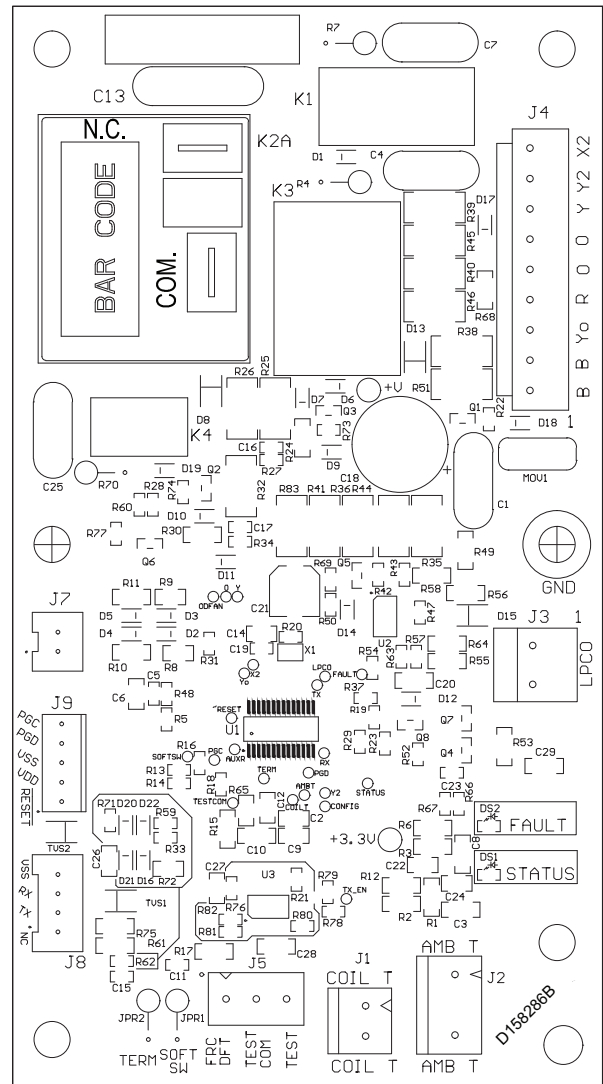 R7
C7
C13
K1
J4
N.C.
K2A
BAR CODE
COM.
D1
C4
R4
K3
X2
Y2
Y
O
O
R
Yo
B
B
R39
D17
R45
R40
R46
R68
D13
R38
R51
R26
R25
D8
D7
D6
+V
Q3
R73
Q1
R22
D18
1
K4
C16
R27
R24
D9
C18
+
MOV1
C25
R70
D19
Q2
R28
R74
R32
R60
D10
R83
R41
R36
R44
C1
R77
R30
C17
R34
Q6
D11
R69
Q5
R43
R35
R49
GND
R11
R9
O
Y
ODFAN
C21
R50
D14
R42
U2
R58
R47
R56
D15
J7
D5
D3
D4
D2
C14
R20
C19
X1
R31
R10
R8
R54
R63
R57
R64
R55
J3
1
LPCO
X2
Yo
LPCO
FAULT
TX
R37
C20
C6
C5
R48
R5
RESET
U1
R19
D12
Q7
J9
PGC
PGD
VSS
VDD
RESET
R16
SOFTSW
PGC
AUXR
RX
R29
R23
R52
Q8
Q4
R53
C29
R13
R14
R18
TERM
PGD
AMBT
TESTCOM
R65
C12
COILT
Y2
CONFIG
STATUS
C23
R66
R67
DS2
FAULT
TVS2
R71
D20
D22
R59
R33
R15
C10
C9
C2
+3.3V
R6
R3
C8
DS1
STATUS
C26
D21
D16
R72
C22
C24
VSS
RX
TX
NC
J8
TVS1
C27
U3
R21
R79
TX_EN
R12
R2
R1
C3
R82
R76
R81
R80
R78
R75
R61
R62
R17
C28
C15
C11
J5
J1
COIL T
AMB T
J2
JPR2
JPR1
TERM
SOFT
SW
FRC
DFT
TEST
COM
TEST
COIL T
AMB T
D158286B